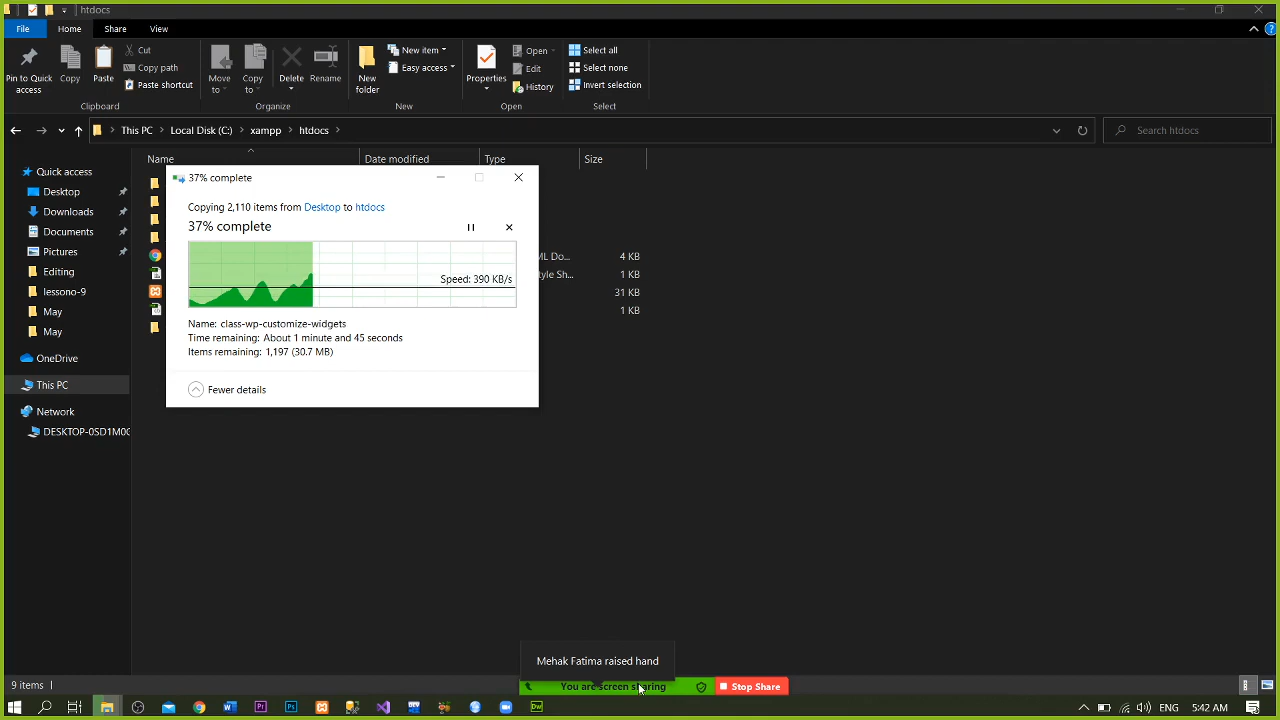 htdocs
File Home Share View
Pin to Quick access
Copy
Paste
Cut
Copy path
Paste shortcut
Clipboard
Move to
Copy to
Delete
Rename
Organize
New folder
New item
Easy access
New
Properties
Open
Edit
History
Open
Select all
Select none
Invert selection
Select
This PC Local Disk (C:) xampp htdocs
Search htdocs
Name Date modified Type Size
Quick access
Desktop
Downloads
Documents
Pictures
Editing
lessono-9
May
May
OneDrive
This PC
Network
DESKTOP-0SD1M0
37% complete
Copying 2,110 items from Desktop to htdocs
37% complete
Speed: 390 KB/s
Name: class-wp-customize-widgets
Time remaining: About 1 minute and 45 seconds
Items remaining: 1,197 (30.7 MB)
Fewer details
ML Do... 4 KB
tyle Sh... 1 KB
31 KB
1 KB
Mehak Fatima raised hand
9 items
You are screen sharing
Stop Share
ENG 5:42 AM